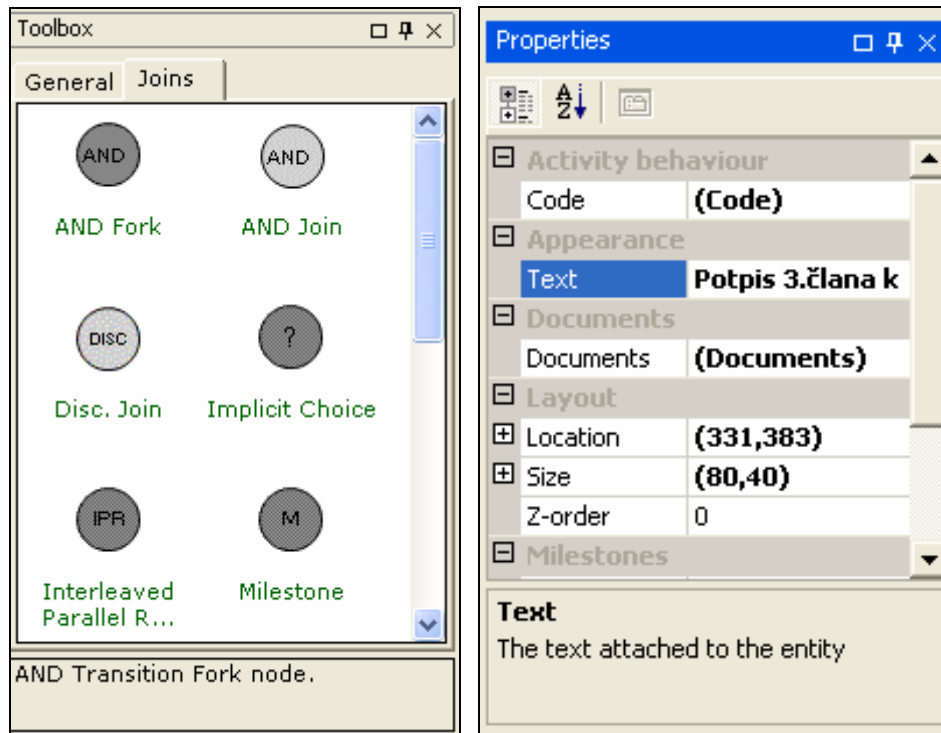 Toolbox
General Joins
AND AND
AND Fork AND Join
DISC ?
Disc. Join Implicit Choice
IPR M
Interleaved Milestone
Parallel R...
AND Transition Fork node.
Properties
A
Z
Activity behaviour
Code (Code)
Appearance
Text Potpis 3.člana k
Documents
Documents (Documents)
Layout
Location (331,383)
Size (80,40)
Z-order 0
Milestones
Text
The text attached to the entity